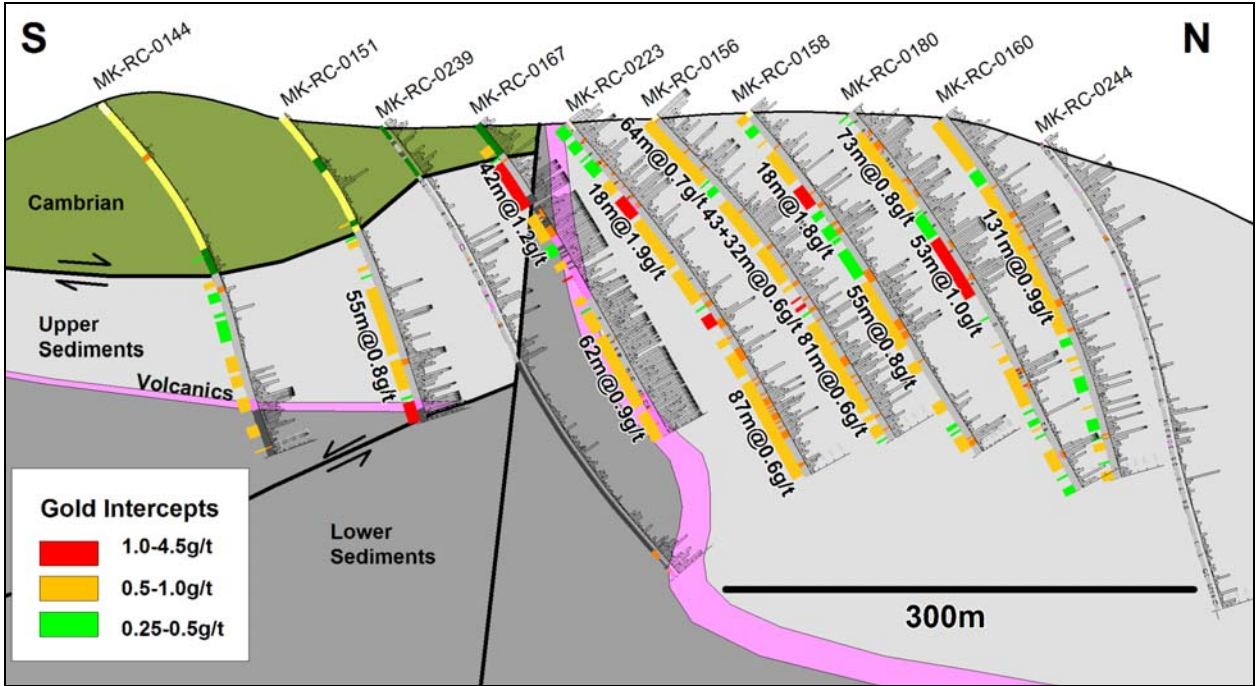 S
N
MK-RC-0144
MK-RC-0151
MK-RC-0239
MK-RC-0167
MK-RC-0223
MK-RC-0156
MK-RC-0158
MK-RC-0180
MK-RC-0160
MK-RC-0244
Cambrian
Upper
Sediments
Volcanics
Lower
Sediments
55m@0.8g/t
42m@1.2g/t
62m@0.9g/t
18m@1.9g/t
87m@0.6g/t
64m@0.7g/t
43+32m@0.6g/t
81m@0.6g/t
18m@1.8g/t
55m@0.8g/t
73m@0.8g/t
53m@1.0g/t
131m@0.9g/t
Gold Intercepts
1.0-4.5g/t
0.5-1.0g/t
0.25-0.5g/t
300m